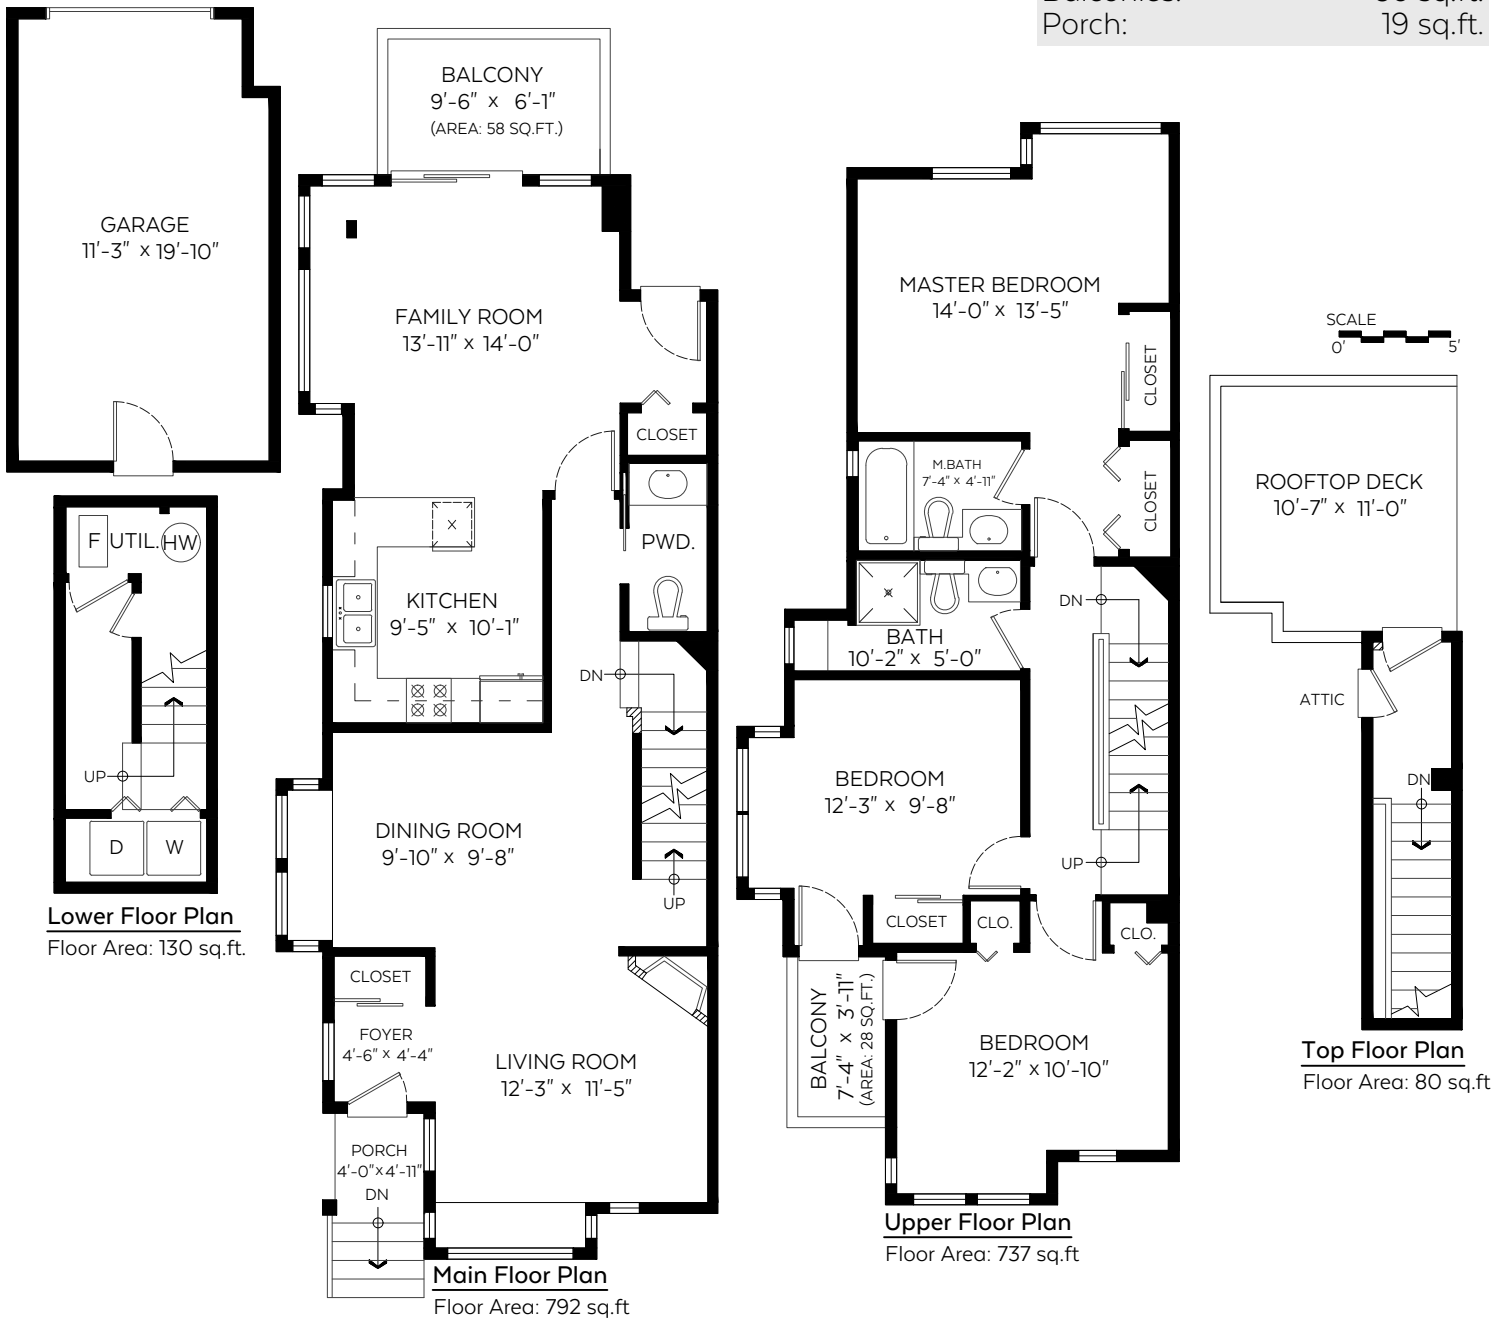 Porch: 19 sq.ft.
GARAGE
11'-3" x 19'-10"
F UTIL. HW
UP
D W
Lower Floor Plan
Floor Area: 130 sq.ft.
BALCONY
9'-6" x 6'-1"
(AREA: 58 SQ.FT.)
FAMILY ROOM
13'-11" x 14'-0"
CLOSET
X
PWD.
KITCHEN
9'-5" x 10'-1"
DN
DINING ROOM
9'-10" x 9'-8"
UP
CLOSET
FOYER
4'-6" x 4'-4"
LIVING ROOM
12'-3" x 11'-5"
PORCH
4'-0"x4'-11"
DN
Main Floor Plan
Floor Area: 792 sq.ft
MASTER BEDROOM
14'-0" x 13'-5"
CLOSET
M.BATH
7'-4" x 4'-11"
CLOSET
DN
BATH
10'-2" x 5'-0"
BEDROOM
12'-3" x 9'-8"
UP
CLOSET
CLO.
CLO.
BALCONY
7'-4" x 3'-11"
(AREA: 28 SQ.FT.)
BEDROOM
12'-2" x 10'-10"
Upper Floor Plan
Floor Area: 737 sq.ft
SCALE
0' 5'
ROOFTOP DECK
10'-7" x 11'-0"
ATTIC
DN
Top Floor Plan
Floor Area: 80 sq.ft